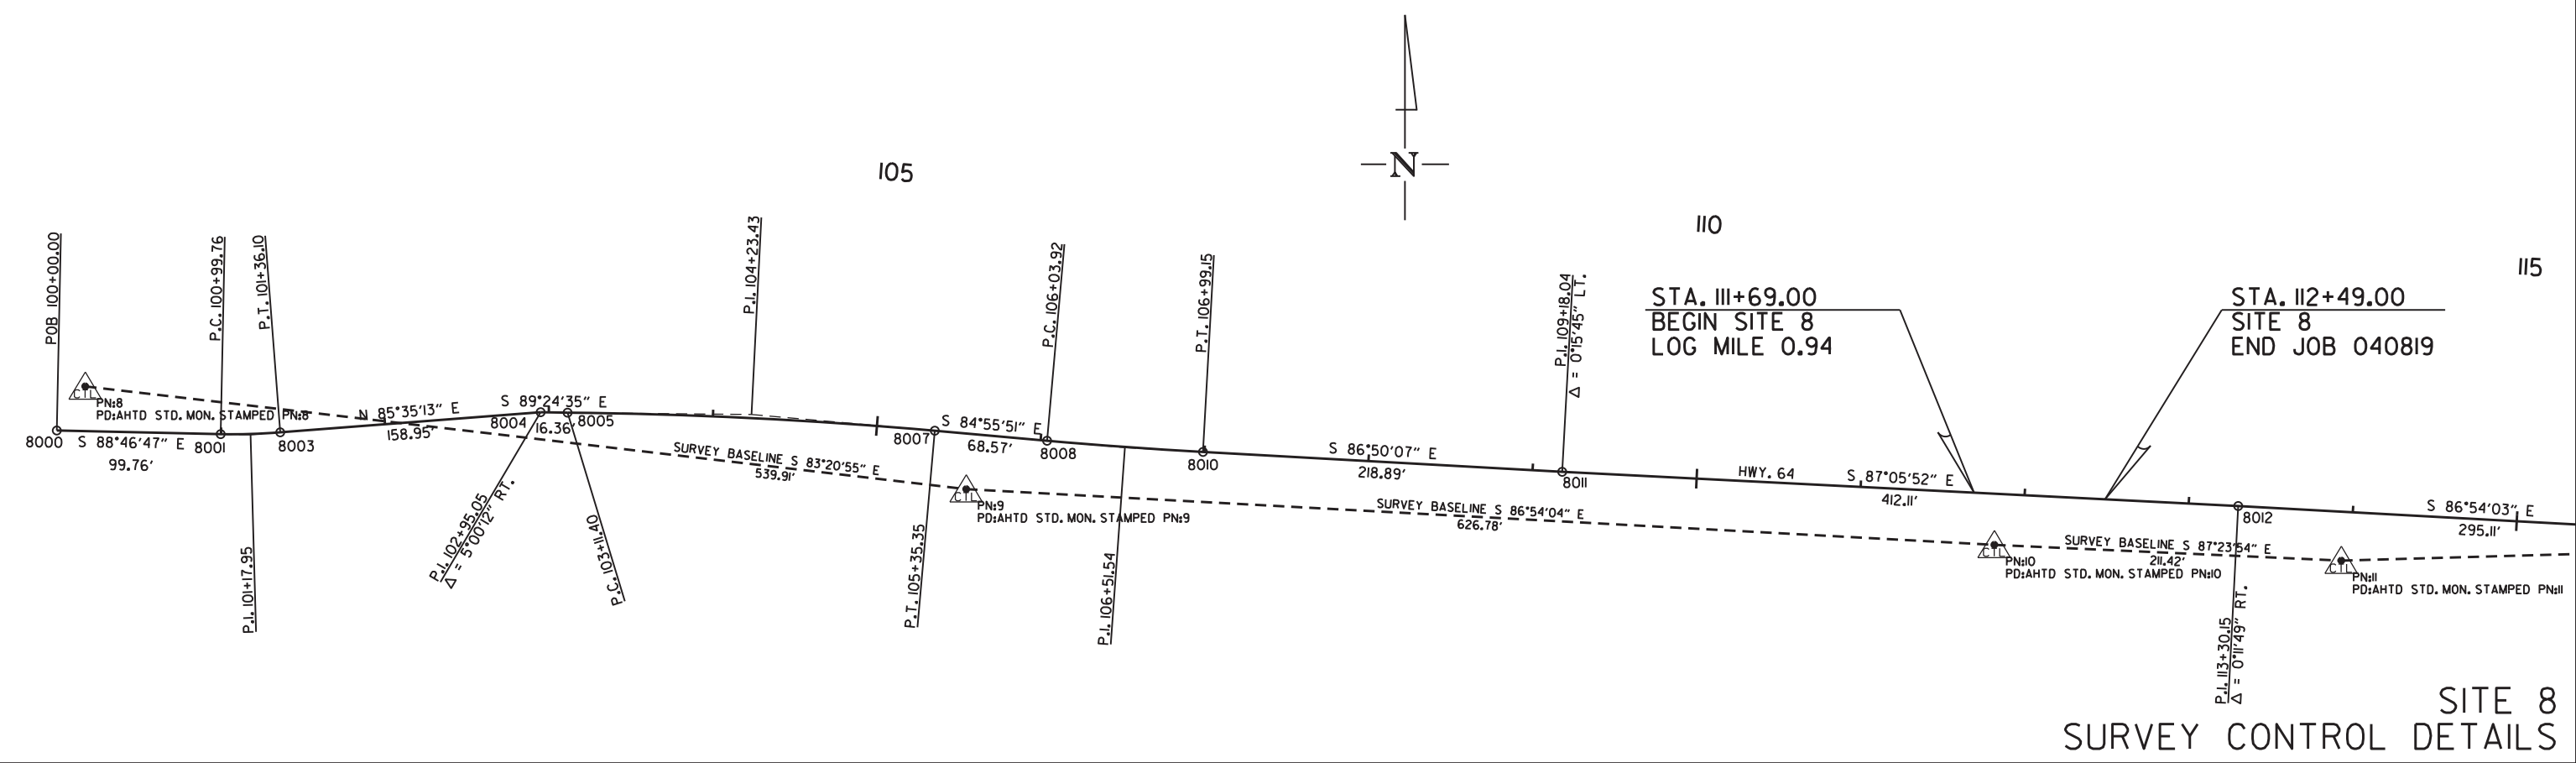 N
105
110
115
POB 100+00.00
P.C. 100+99.76
P.T. 101+36.10
P.I. 104+23.43
P.C. 106+03.92
P.T. 106+99.15
P.I. 109+18.04
Δ = 0°15'45" LT.
STA. 111+69.00
BEGIN SITE 8
LOG MILE 0.94
STA. 112+49.00
SITE 8
END JOB 040819
CTL
PN:8
PD:AHTD STD. MON. STAMPED PN:8
8000
S 88°46'47" E
99.76'
8001
8003
N 85°35'13" E
158.95'
S 89°24'35" E
8004
16.36'
8005
SURVEY BASELINE S 83°20'55" E
539.91'
8007
S 84°55'51" E
68.57'
8008
8010
CTL
PN:9
PD:AHTD STD. MON. STAMPED PN:9
S 86°50'07" E
218.89'
SURVEY BASELINE S 86°54'04" E
626.78'
8011
HWY. 64
S 87°05'52" E
412.11'
CTL
PN:10
PD:AHTD STD. MON. STAMPED PN:10
SURVEY BASELINE S 87°23'54" E
211.42'
8012
S 86°54'03" E
295.11'
CTL
PN:11
PD:AHTD STD. MON. STAMPED PN:11
P.I. 101+17.95
P.I. 102+95.05
Δ = 5°00'12" RT.
P.C. 103+11.40
P.T. 105+35.35
P.I. 106+51.54
P.I. 113+30.15
Δ = 0°11'49" RT.
SITE 8
SURVEY CONTROL DETAILS